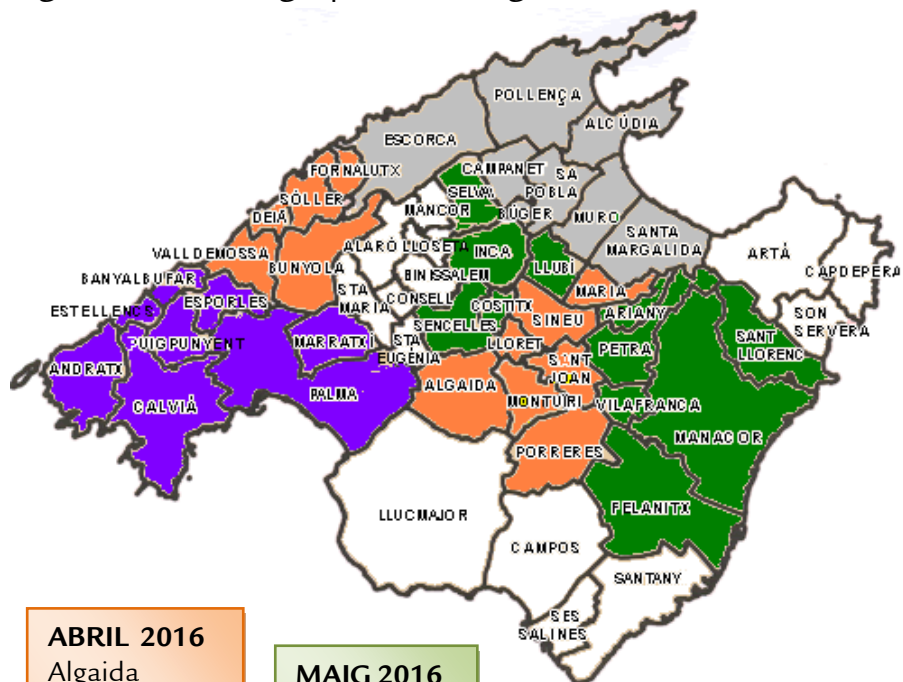 POLLENÇA
ALCÚDIA
ESCORCA
CAMPANET
SA
POBLA
FORNALUTX
SELVA
SÓLLER
MANCOR
BÚGER
MURO
DEIÀ
SANTA
MARGALIDA
ALARÓ
LLOSETA
INCA
ARTÀ
VALLDEMOSSA
BUNYOLA
BINISSALEM
LLUBÍ
CAPDEPERA
BANYALBUFAR
STA
MARIA
CONSELL
COSTITX
MARIA
ESTELLENCS
ESPORLES
SENCELLES
SINEU
ARIANY
SON
SERVERA
PUIGPUNYENT
MARRATXÍ
STA
EUGÈNIA
LLORET
PETRA
SANT
LLORENC
ANDRATX
SANT
JOAN
CALVIÀ
PALMA
ALGAIDA
MONTUÏRI
VILAFRANCA
MANACOR
PORRERES
LLUCMAJOR
FELANITX
CAMPOS
SANTANY
SES
SALINES
ABRIL 2016
Algaida
MAIG 2016